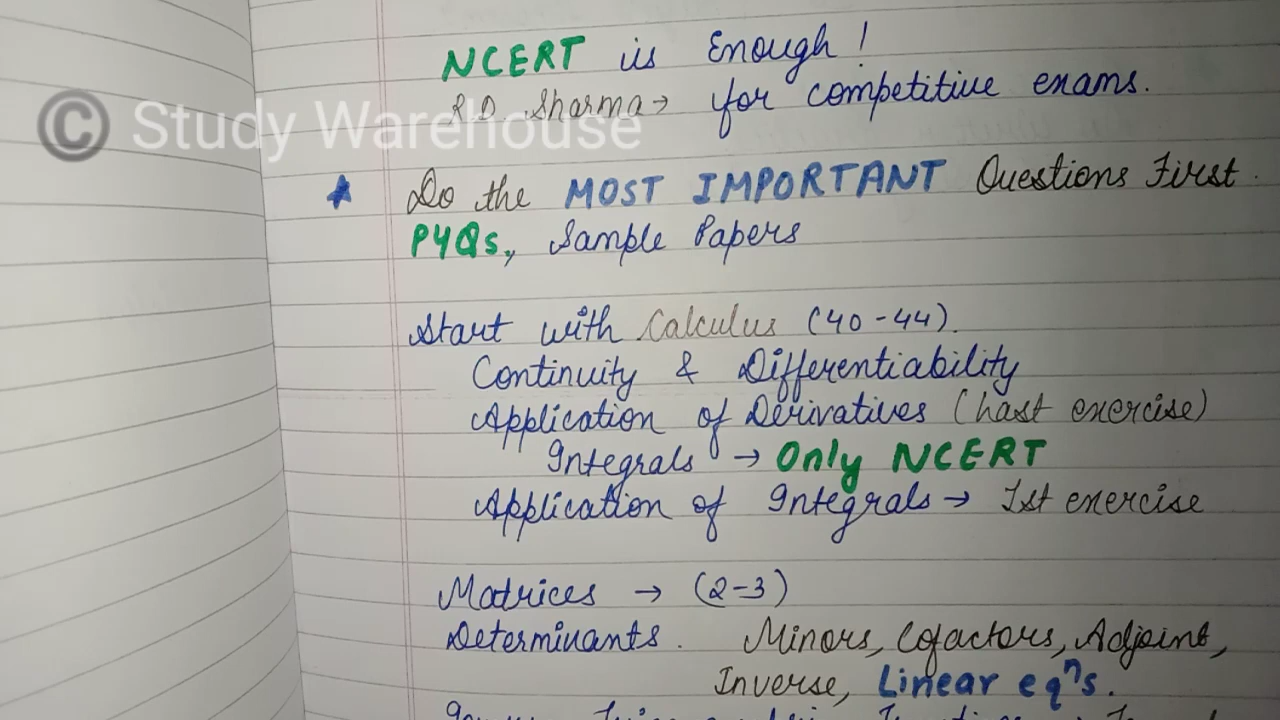 NCERT is Enough!
R.D. Sharma → for competitive exams.
© Study Warehouse
★ Do the MOST IMPORTANT Questions First.
PYQs, Sample Papers
Start with Calculus (40-44).
Continuity & Differentiability
Application of Derivatives (Last exercise)
Integrals → Only NCERT
Application of Integrals → Ist exercise
Matrices → (2-3)
Determinants. Minors, Cofactors, Adjoint,
Inverse, Linear eqⁿs.